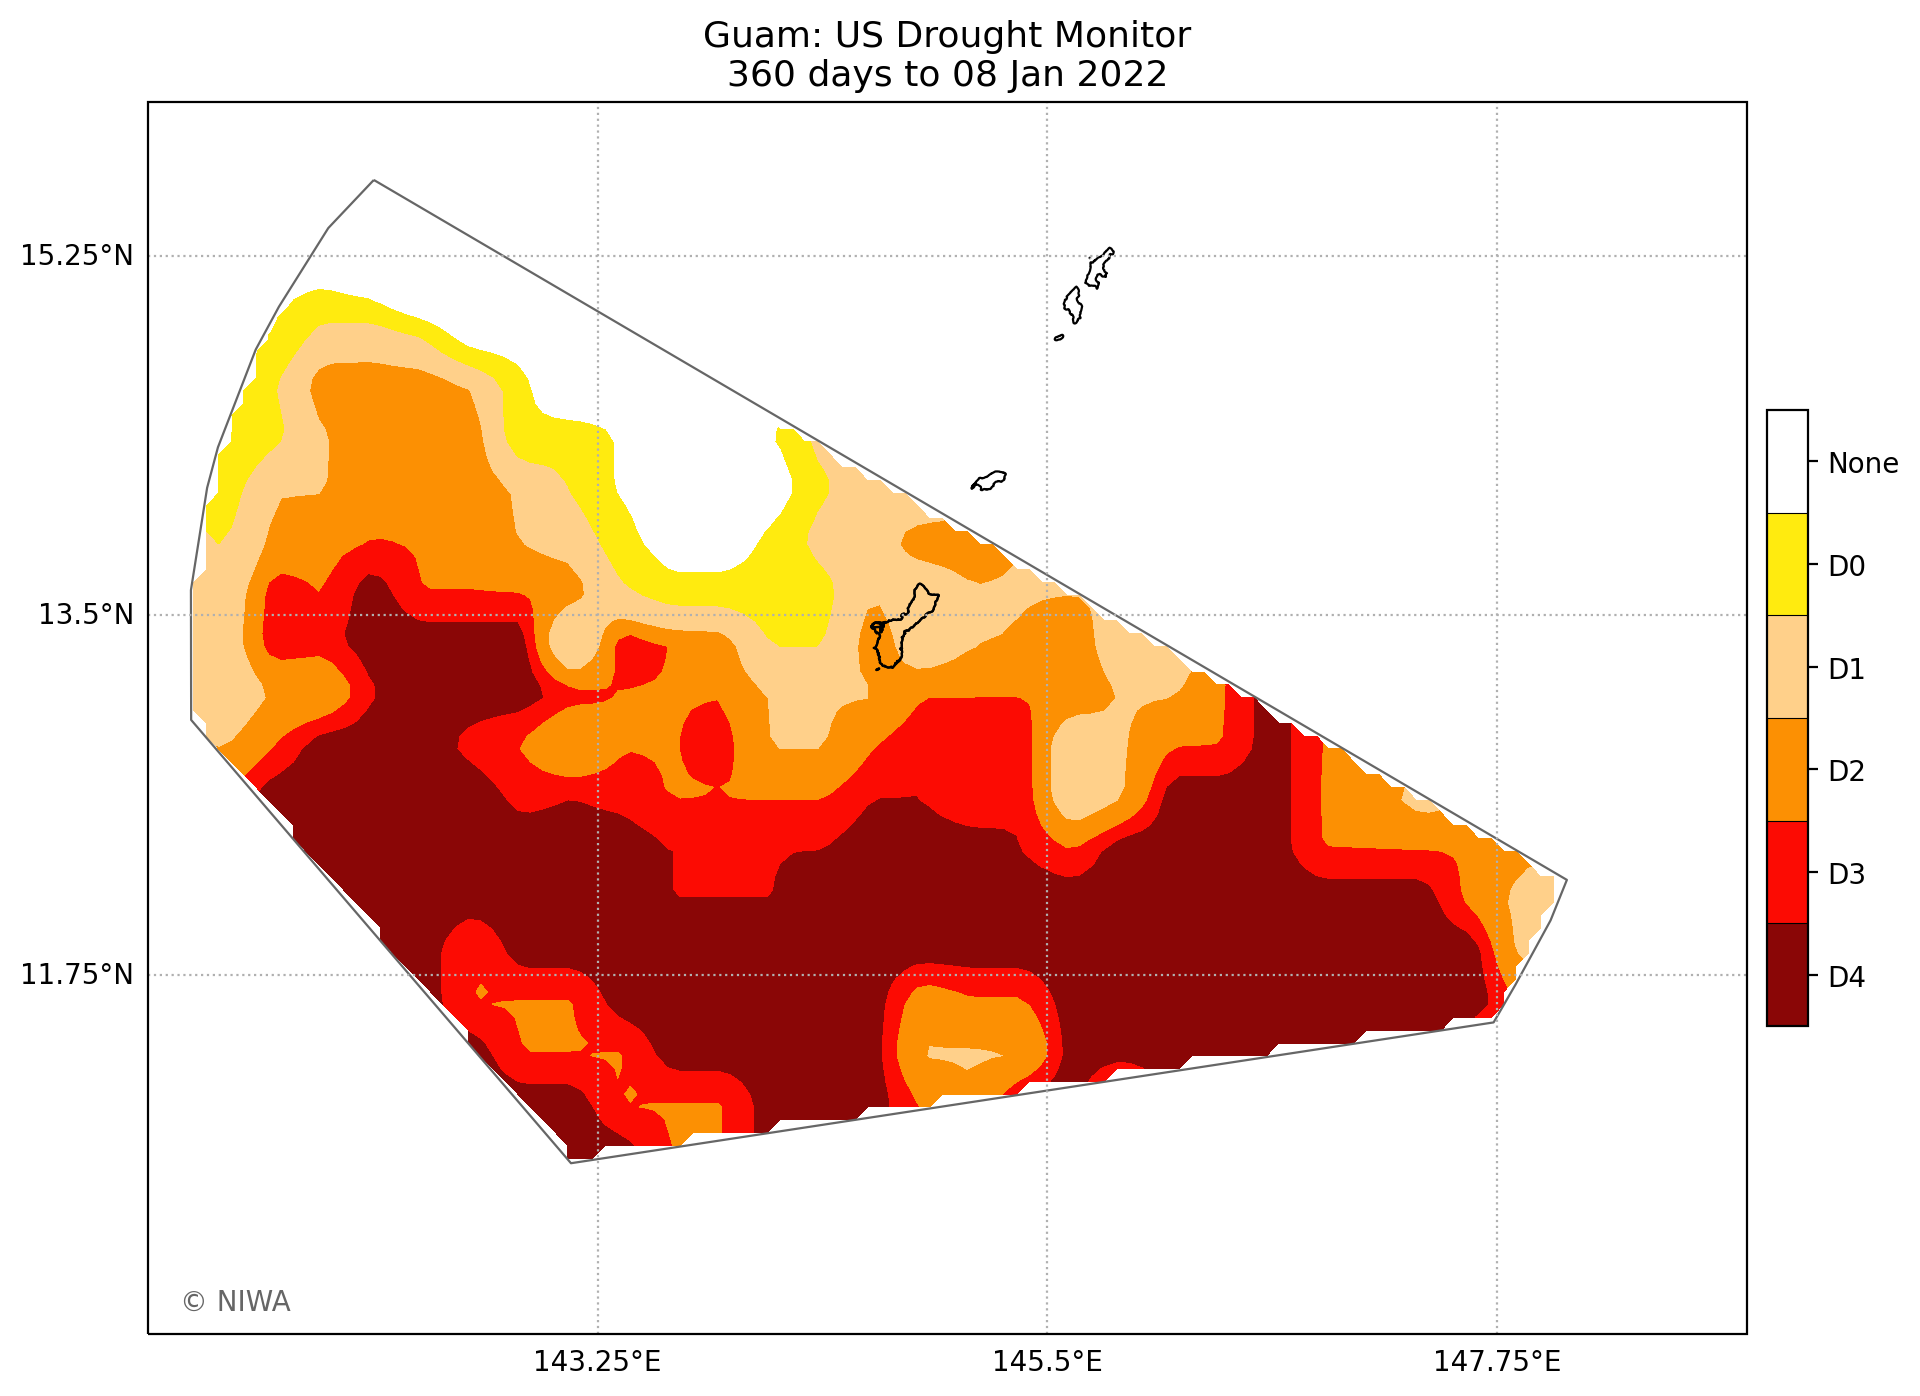 Guam: US Drought Monitor
360 days to 08 Jan 2022
15.25°N
13.5°N
11.75°N
143.25°E
145.5°E
147.75°E
None
D0
D1
D2
D3
D4
© NIWA